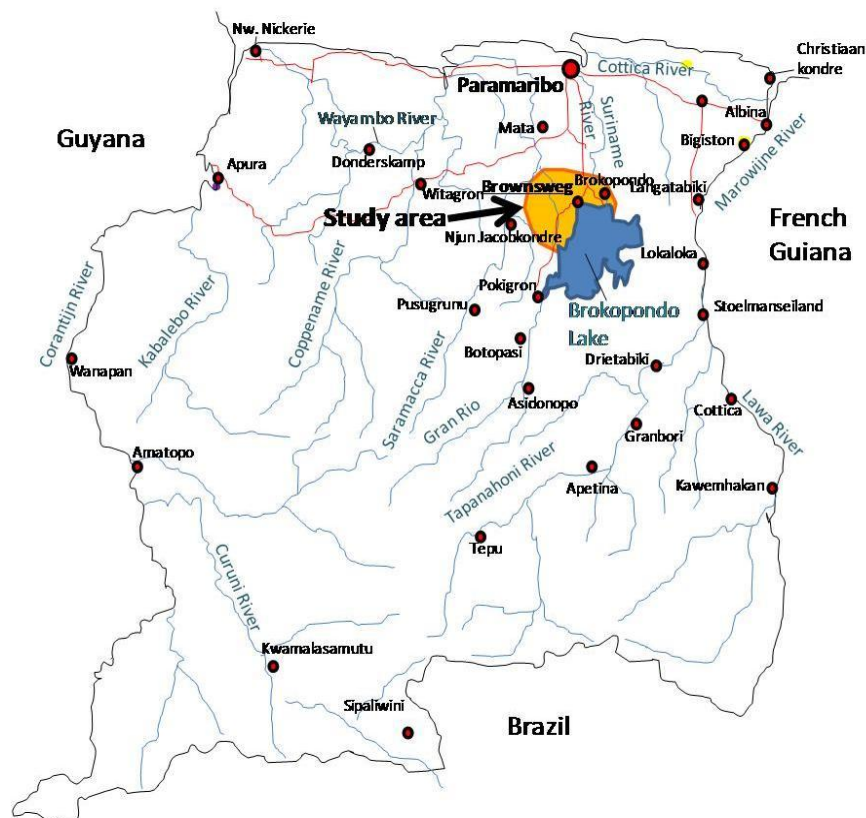 Nw. Nickerie
Christiaan
kondre
Cottica River
Paramaribo
Albina
Wayambo River
Suriname
River
Mata
Bigiston
Guyana
Donderskamp
Marowijne River
Apura
Witagron
Brownsweg
Brokopondo
Langatabiki
Study area
French
Guiana
Njun Jacobkondre
Lokaloka
Corantijn River
Kabalebo River
Coppename River
Pokigron
Pusugrunu
Brokopondo
Lake
Stoelmanseiland
Saramacca River
Botopasi
Drietabiki
Wanapan
Gran Rio
Asidonopo
Cottica
Lawa River
Granbori
Amatopo
Tapanahoni River
Apetina
Kawemhakan
Tepu
Curuni River
Kwamalasamutu
Sipaliwini
Brazil